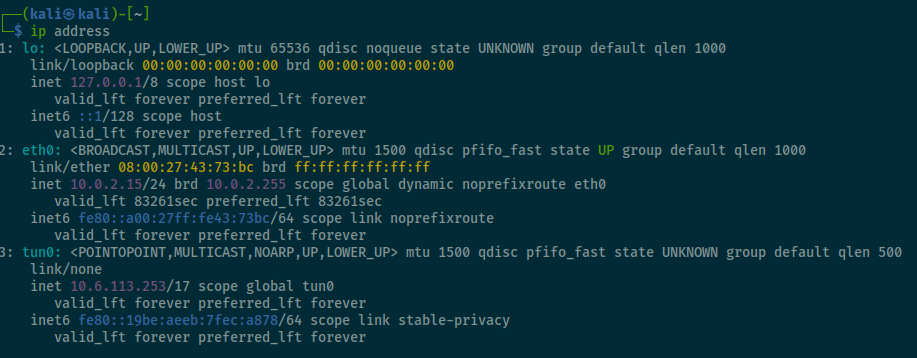 ┌──(kali㉿kali)-[~]
└─$ ip address
1: lo: <LOOPBACK,UP,LOWER_UP> mtu 65536 qdisc noqueue state UNKNOWN group default qlen 1000
    link/loopback 00:00:00:00:00:00 brd 00:00:00:00:00:00
    inet 127.0.0.1/8 scope host lo
       valid_lft forever preferred_lft forever
    inet6 ::1/128 scope host
       valid_lft forever preferred_lft forever
2: eth0: <BROADCAST,MULTICAST,UP,LOWER_UP> mtu 1500 qdisc pfifo_fast state UP group default qlen 1000
    link/ether 08:00:27:43:73:bc brd ff:ff:ff:ff:ff:ff
    inet 10.0.2.15/24 brd 10.0.2.255 scope global dynamic noprefixroute eth0
       valid_lft 83261sec preferred_lft 83261sec
    inet6 fe80::a00:27ff:fe43:73bc/64 scope link noprefixroute
       valid_lft forever preferred_lft forever
3: tun0: <POINTOPOINT,MULTICAST,NOARP,UP,LOWER_UP> mtu 1500 qdisc pfifo_fast state UNKNOWN group default qlen 500
    link/none
    inet 10.6.113.253/17 scope global tun0
       valid_lft forever preferred_lft forever
    inet6 fe80::19be:aeeb:7fec:a878/64 scope link stable-privacy
       valid_lft forever preferred_lft forever